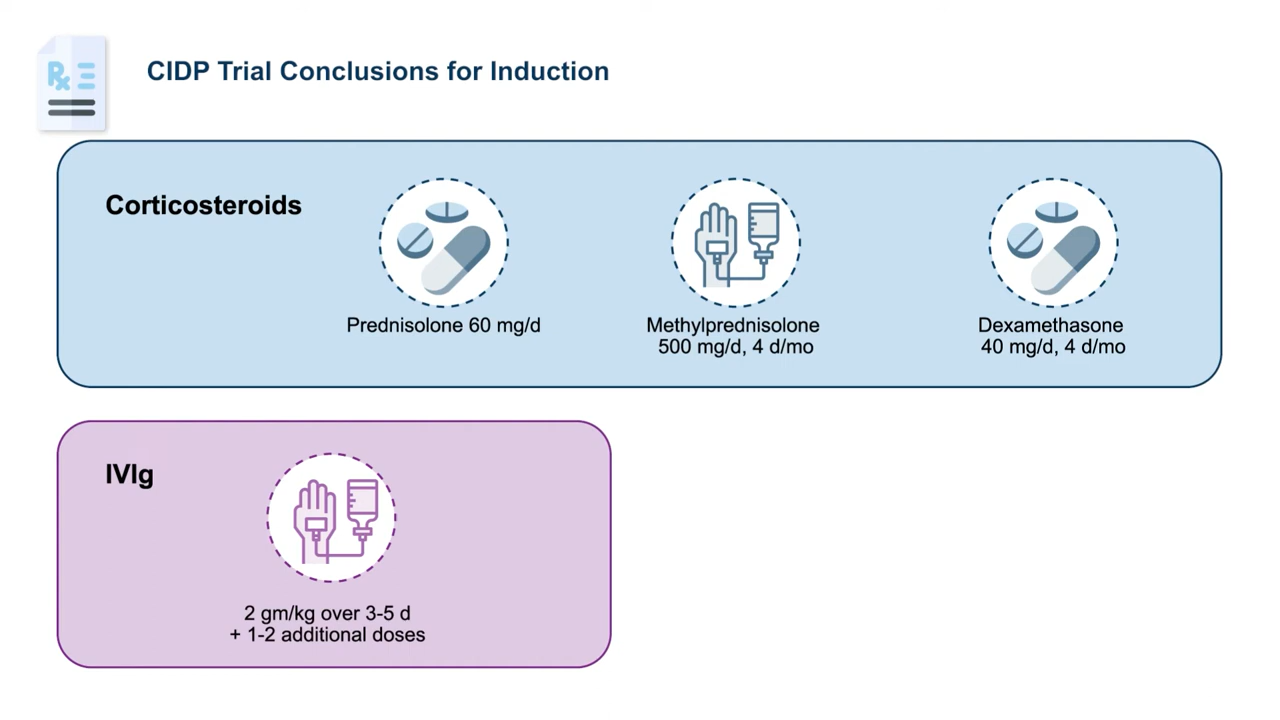 Rx
CIDP Trial Conclusions for Induction
Corticosteroids
Prednisolone 60 mg/d
Methylprednisolone
500 mg/d, 4 d/mo
Dexamethasone
40 mg/d, 4 d/mo
IVIg
2 gm/kg over 3-5 d
+ 1-2 additional doses